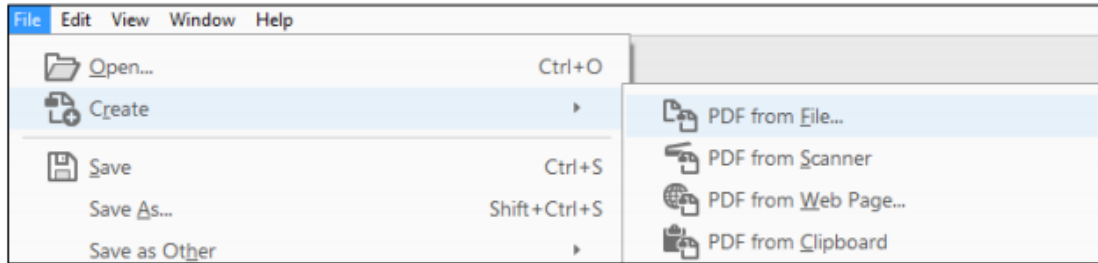 File Edit View Window Help
Open... Ctrl+O
Create
Save Ctrl+S
Save As... Shift+Ctrl+S
Save as Other
PDF from File...
PDF from Scanner
PDF from Web Page...
PDF from Clipboard